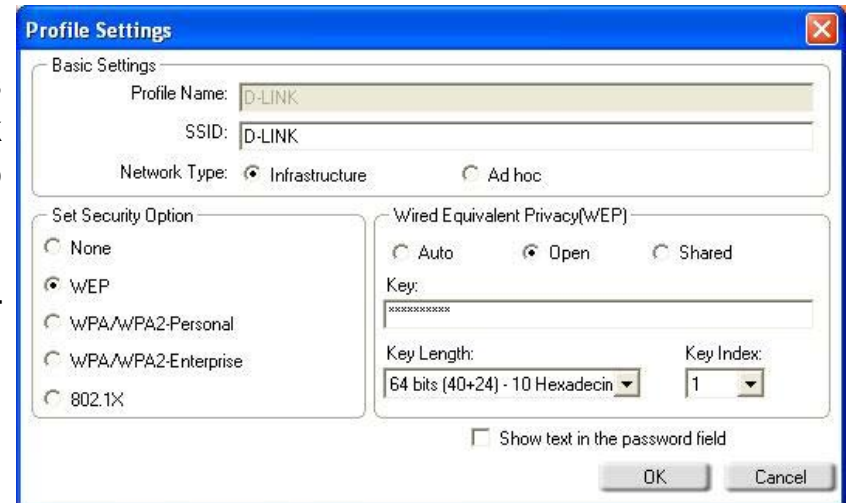 Profile Settings
Basic Settings
Profile Name: D-LINK
SSID: D-LINK
Network Type: Infrastructure Ad hoc
Set Security Option
None
WEP
WPA/WPA2-Personal
WPA/WPA2-Enterprise
802.1X
Wired Equivalent Privacy(WEP)
Auto Open Shared
Key:
**********
Key Length: Key Index:
64 bits (40+24) - 10 Hexadecin 1
Show text in the password field
OK Cancel